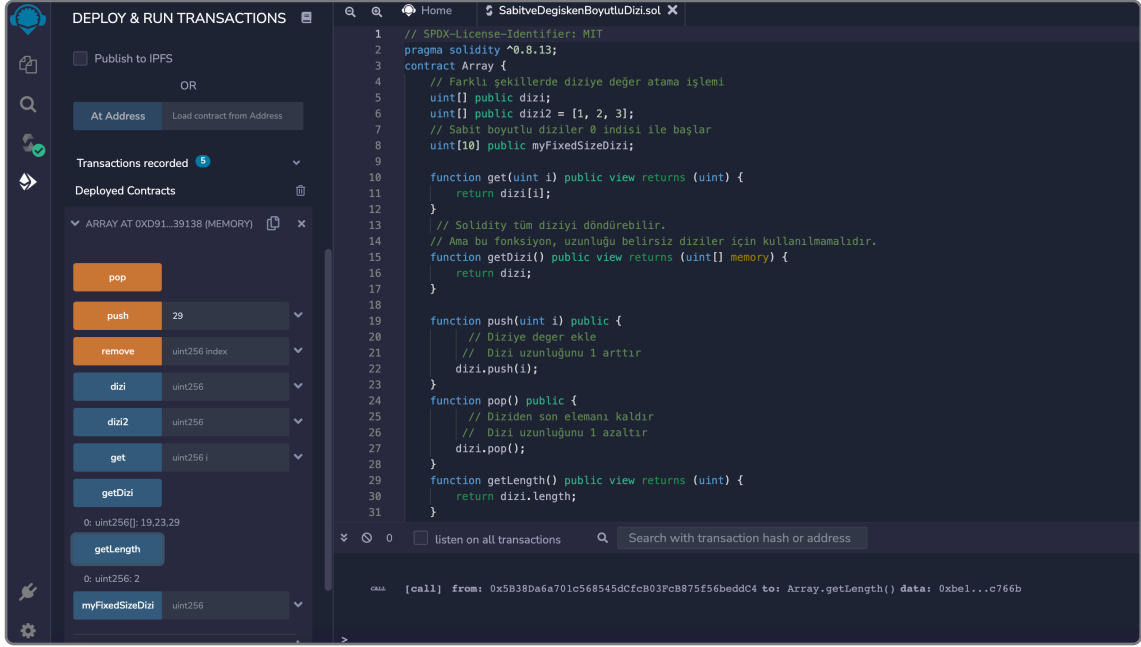 DEPLOY & RUN TRANSACTIONS
Publish to IPFS
OR
At Address
Load contract from Address
Transactions recorded 5
Deployed Contracts
ARRAY AT 0XD91...39138 (MEMORY)
pop
push
29
remove
uint256 index
dizi
uint256
dizi2
uint256
get
uint256 i
getDizi
0: uint256[]: 19,23,29
getLength
0: uint256: 2
myFixedSizeDizi
uint256
Home
SabitveDegiskenBoyutluDizi.sol
1 // SPDX-License-Identifier: MIT
2 pragma solidity ^0.8.13;
3 contract Array {
4 // Farklı şekillerde diziye değer atama işlemi
5 uint[] public dizi;
6 uint[] public dizi2 = [1, 2, 3];
7 // Sabit boyutlu diziler 0 indisi ile başlar
8 uint[10] public myFixedSizeDizi;
9
10 function get(uint i) public view returns (uint) {
11 return dizi[i];
12 }
13 // Solidity tüm diziyi döndürebilir.
14 // Ama bu fonksiyon, uzunluğu belirsiz diziler için kullanılmamalıdır.
15 function getDizi() public view returns (uint[] memory) {
16 return dizi;
17 }
18
19 function push(uint i) public {
20 // Diziye deger ekle
21 // Dizi uzunluğunu 1 arttır
22 dizi.push(i);
23 }
24 function pop() public {
25 // Diziden son elemanı kaldır
26 // Dizi uzunluğunu 1 azaltır
27 dizi.pop();
28 }
29 function getLength() public view returns (uint) {
30 return dizi.length;
31 }
0
listen on all transactions
Search with transaction hash or address
CALL [call] from: 0x5B38Da6a701c568545dCfcB03FcB875f56beddC4 to: Array.getLength() data: 0xbe1...c766b
>